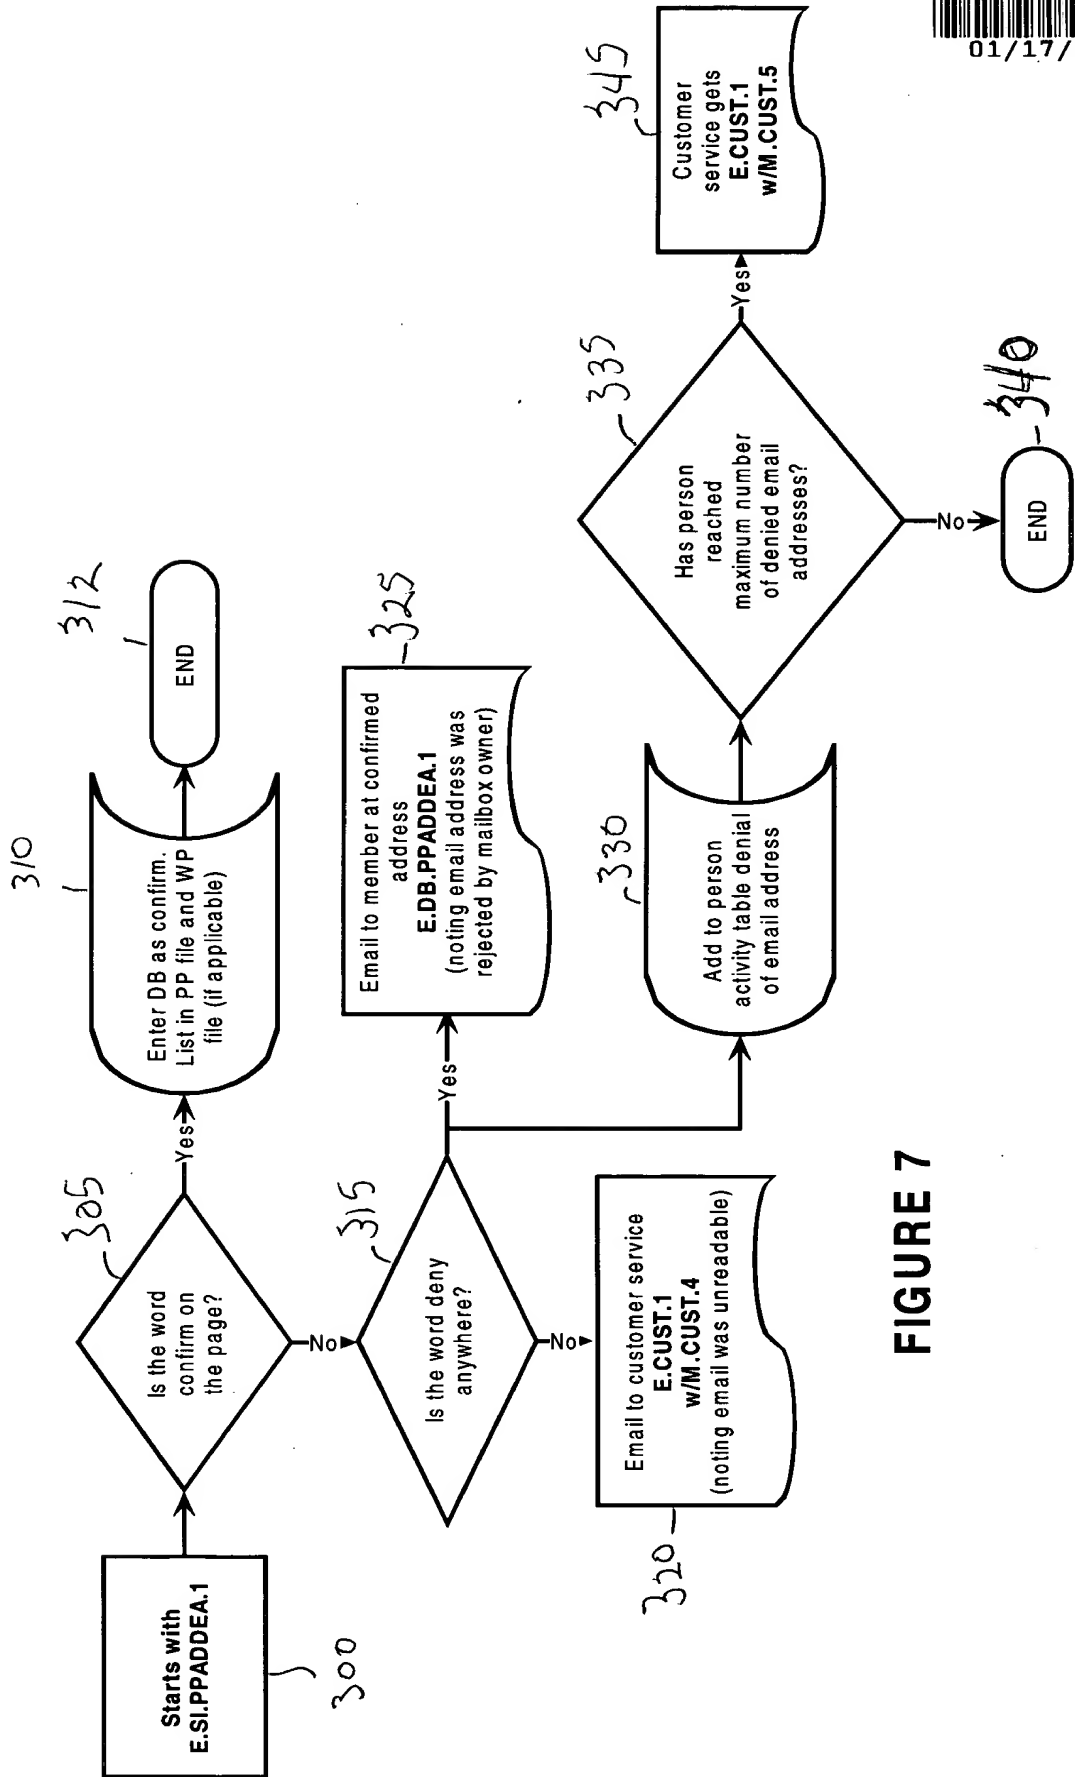 01/17/
Starts with
E.SI.PPADDEA.1
300
Is the word
confirm on
the page?
305
Yes
Enter DB as confirm.
List in PP file and WP
file (if applicable)
310
END
312
No
Is the word deny
anywhere?
315
Yes
Email to member at confirmed
address
E.DB.PPADDEA.1
(noting email address was
rejected by mailbox owner)
325
No
Email to customer service
E.CUST.1
w/M.CUST.4
(noting email was unreadable)
320
Add to person
activity table denial
of email address
330
Has person
reached
maximum number
of denied email
addresses?
335
Yes
Customer
service gets
E.CUST.1
w/M.CUST.5
345
No
END
340
FIGURE 7